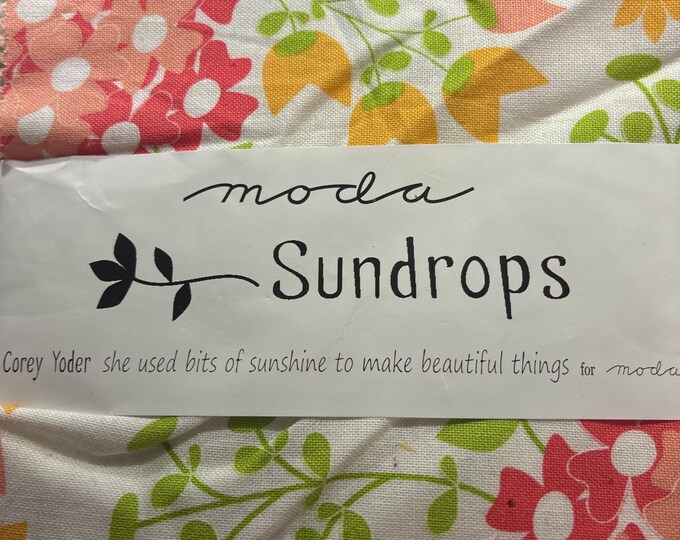 moda
Sundrops
Corey Yoder she used bits of sunshine to make beautiful things for moda